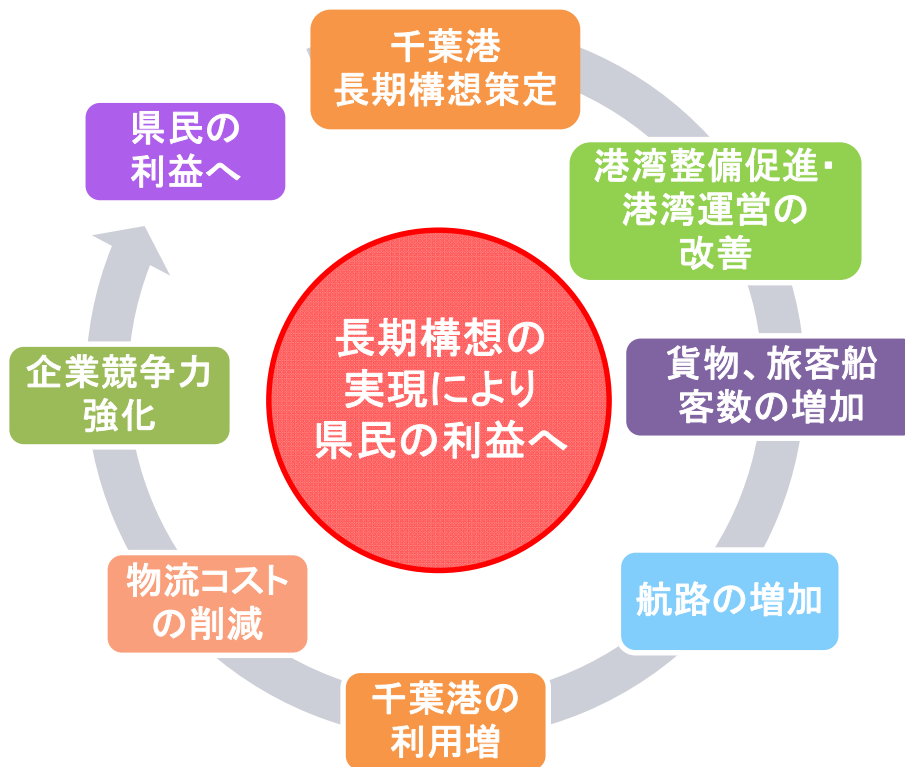 千葉港
長期構想策定
港湾整備促進・
港湾運営の
改善
貨物、旅客船
客数の増加
航路の増加
千葉港の
利用増
物流コスト
の削減
企業競争力
強化
県民の
利益へ
長期構想の
実現により
県民の利益へ